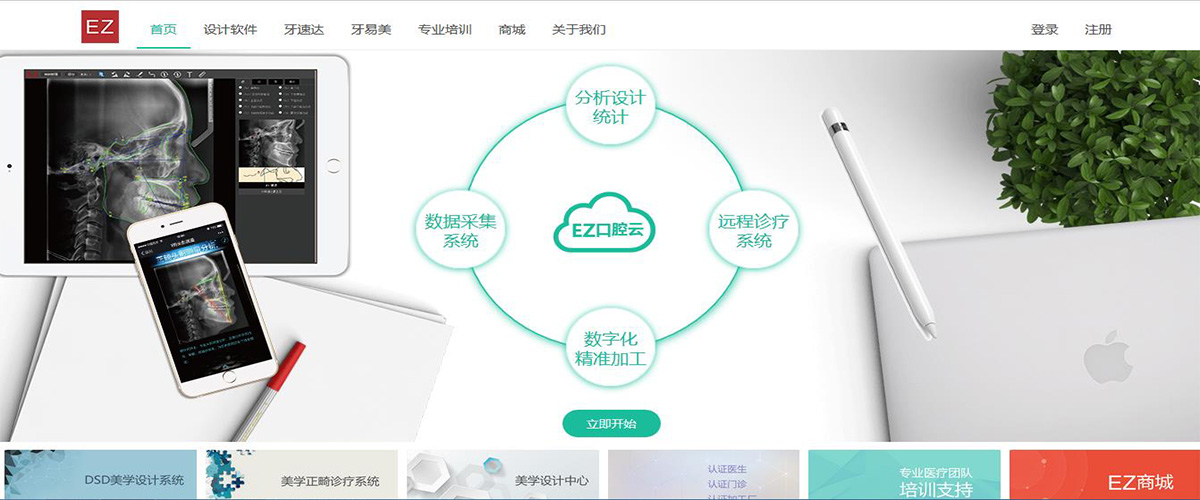 EZ
首页
设计软件
牙速达
牙易美
专业培训
商城
关于我们
登录
注册
分析设计
统计
数据采集
系统
EZ口腔云
远程诊疗
系统
数字化
精准加工
立即开始
DSD美学设计系统
美学正畸诊疗系统
美学设计中心
认证医生
认证门诊
认证加工厂
专业医疗团队
培训支持
EZ商城